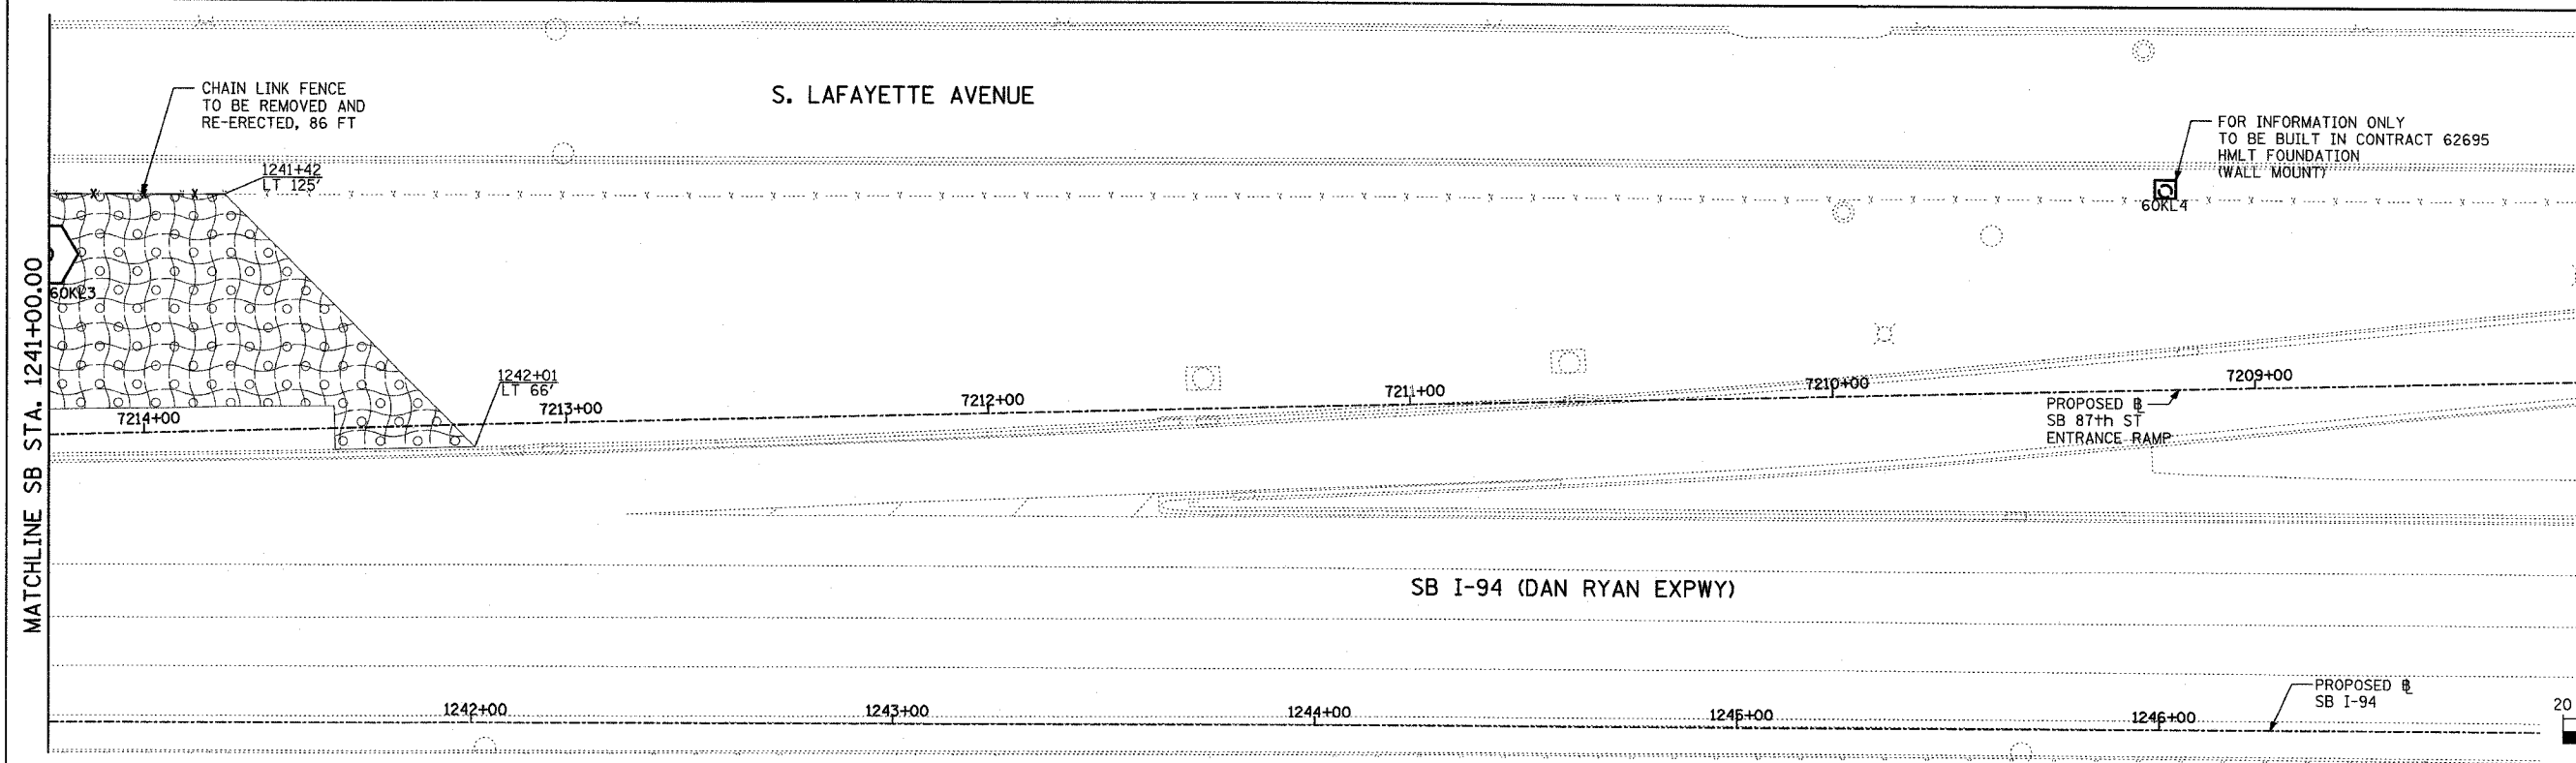 CHAIN LINK FENCE
TO BE REMOVED AND
RE-ERECTED, 86 FT
S. LAFAYETTE AVENUE
FOR INFORMATION ONLY
TO BE BUILT IN CONTRACT 62695
HMLT FOUNDATION
(WALL MOUNT)
1241+42
LT 125'
60KL4
MATCHLINE SB STA. 1241+00.00
60KL3
1242+01
LT 66'
7214+00
7213+00
7212+00
7211+00
7210+00
7209+00
PROPOSED ȻB
SB 87th ST
ENTRANCE RAMP
SB I-94 (DAN RYAN EXPWY)
PROPOSED ȻB
SB I-94
1242+00
1243+00
1244+00
1245+00
1246+00
20